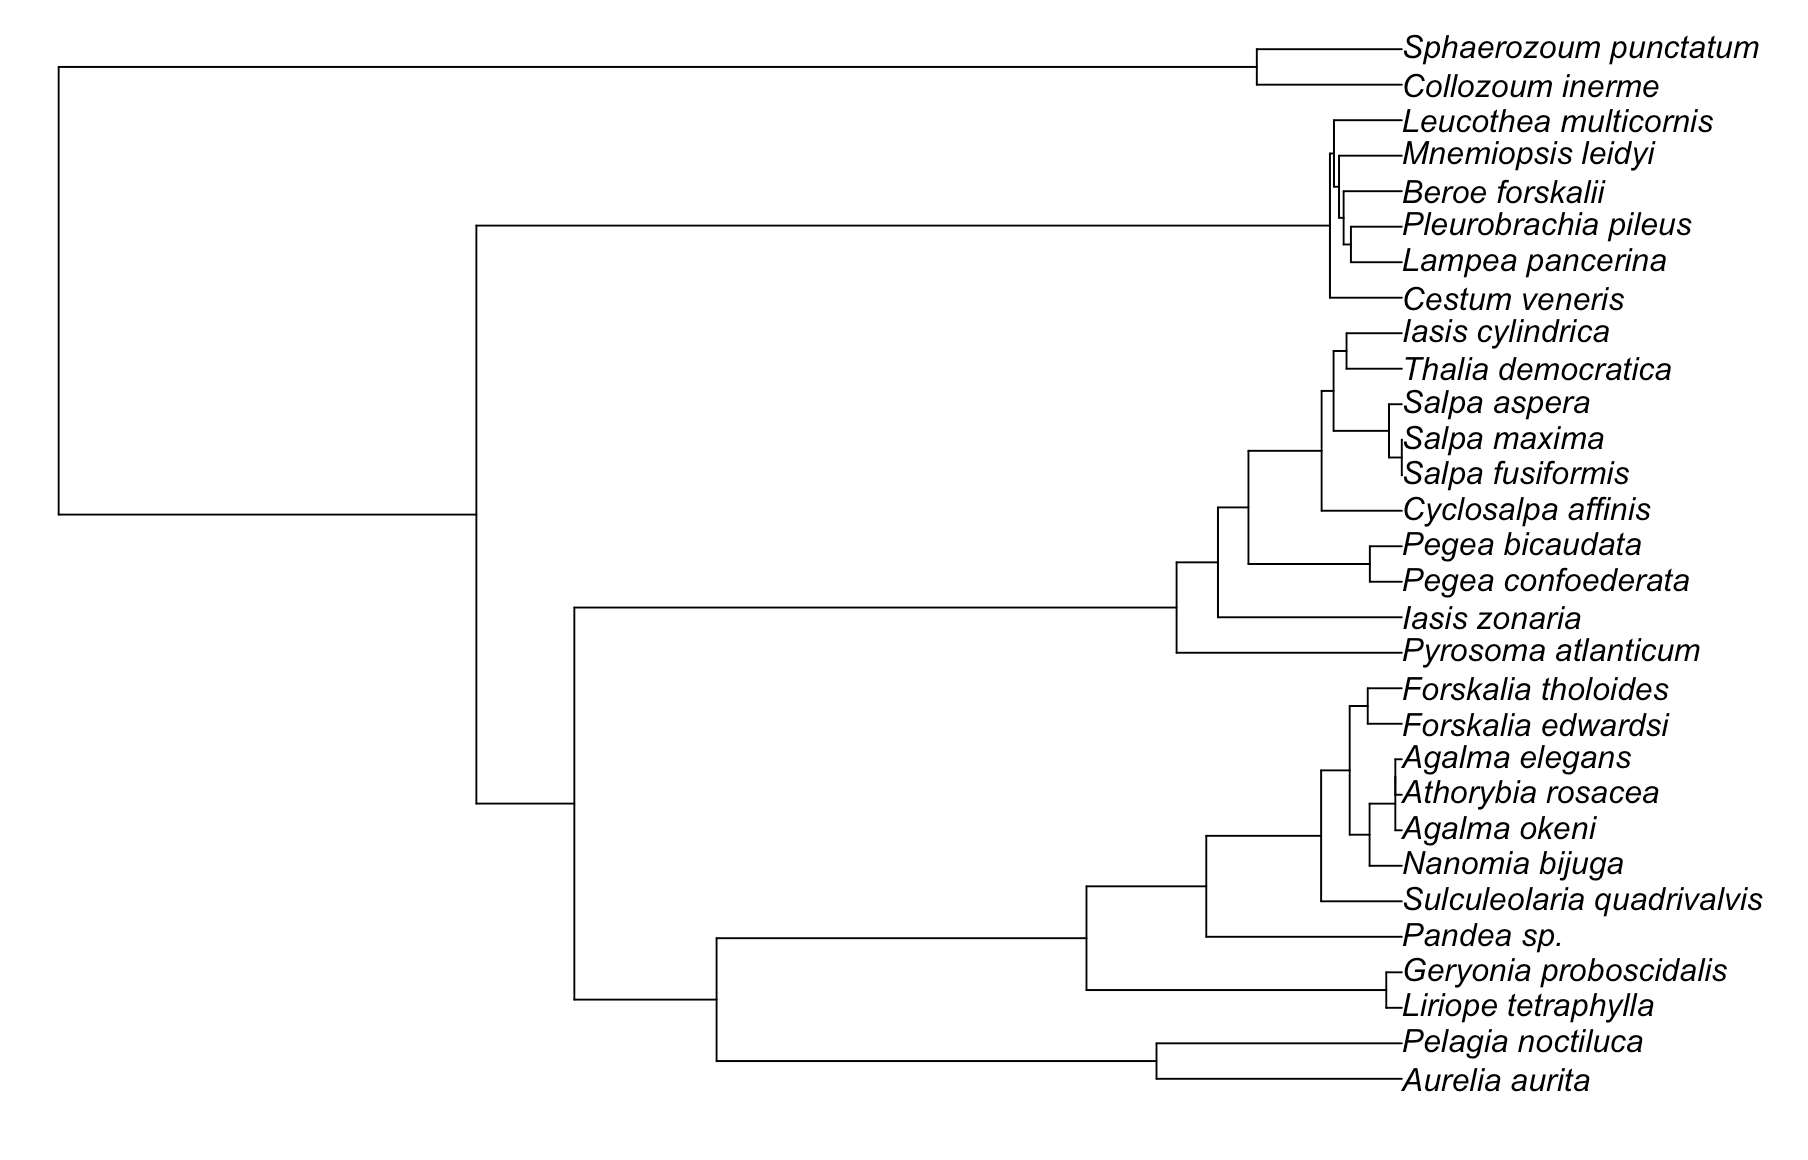 Sphaerozoum punctatum
Collozoum inerme
Leucothea multicornis
Mnemiopsis leidyi
Beroe forskalii
Pleurobrachia pileus
Lampea pancerina
Cestum veneris
Iasis cylindrica
Thalia democratica
Salpa aspera
Salpa maxima
Salpa fusiformis
Cyclosalpa affinis
Pegea bicaudata
Pegea confoederata
Iasis zonaria
Pyrosoma atlanticum
Forskalia tholoides
Forskalia edwardsi
Agalma elegans
Athorybia rosacea
Agalma okeni
Nanomia bijuga
Sulculeolaria quadrivalvis
Pandea sp.
Geryonia proboscidalis
Liriope tetraphylla
Pelagia noctiluca
Aurelia aurita